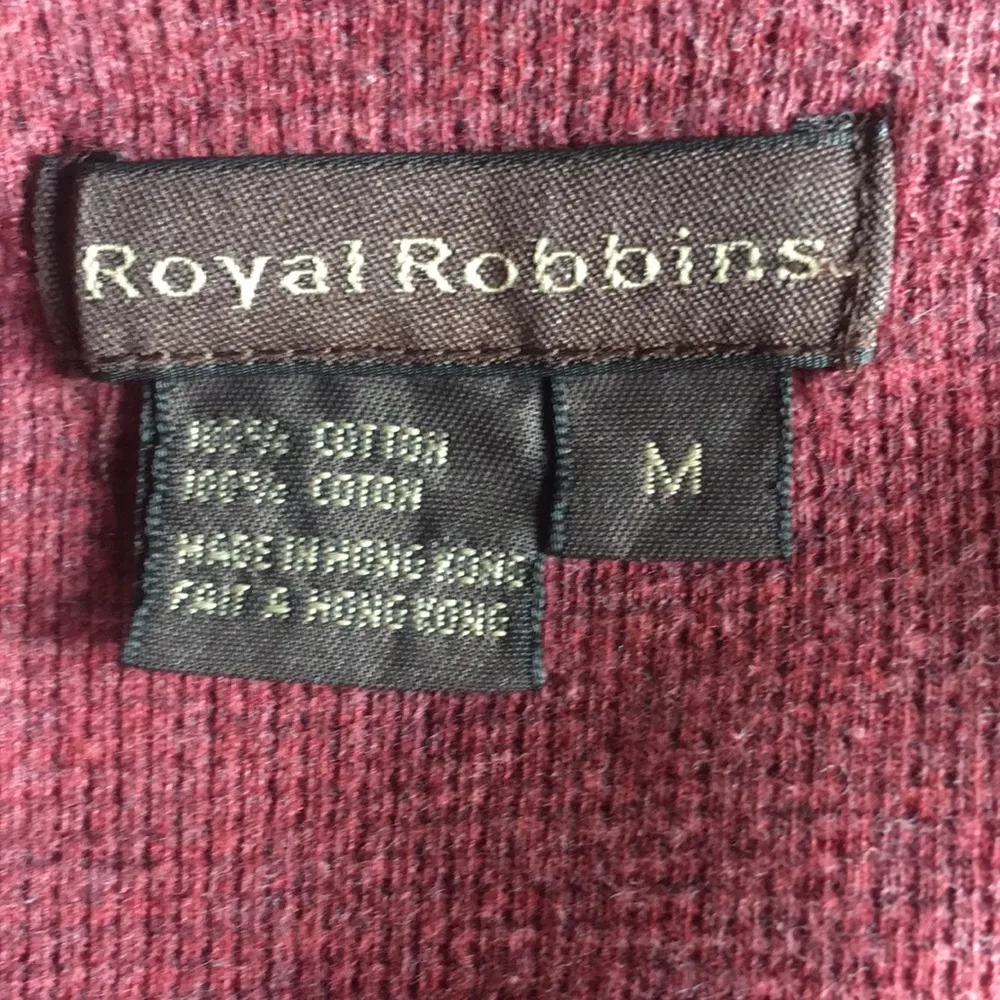 Royal Robbins
100% COTTON
100% COTON
MADE IN HONG KONG
FAIT A HONG KONG
M